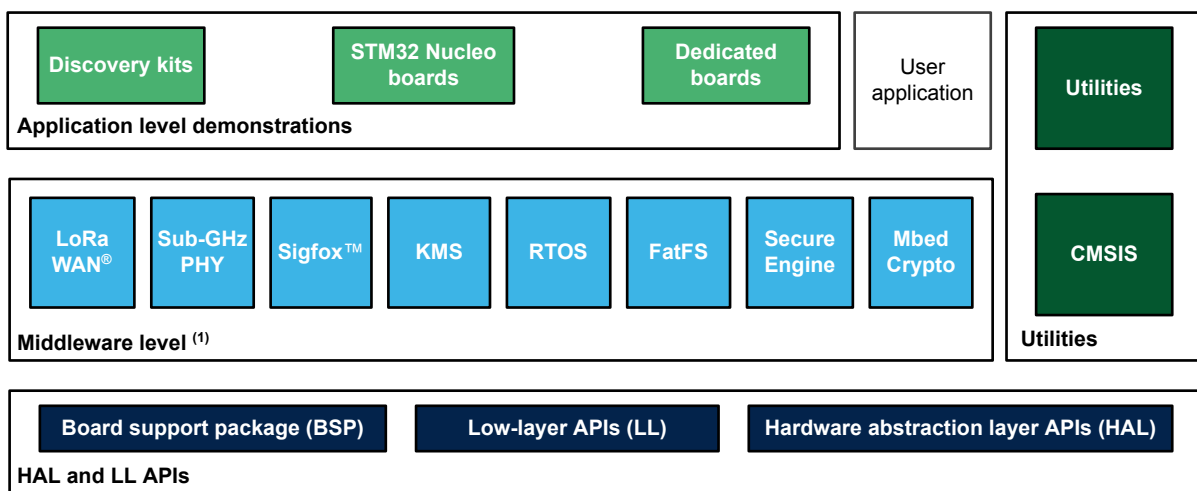 Discovery kits
STM32 Nucleo
boards
Dedicated
boards
Application level demonstrations
User
application
Utilities
LoRa
WAN®
Sub-GHz
PHY
Sigfox™
KMS
RTOS
FatFS
Secure
Engine
Mbed
Crypto
Middleware level (1)
CMSIS
Utilities
Board support package (BSP)
Low-layer APIs (LL)
Hardware abstraction layer APIs (HAL)
HAL and LL APIs